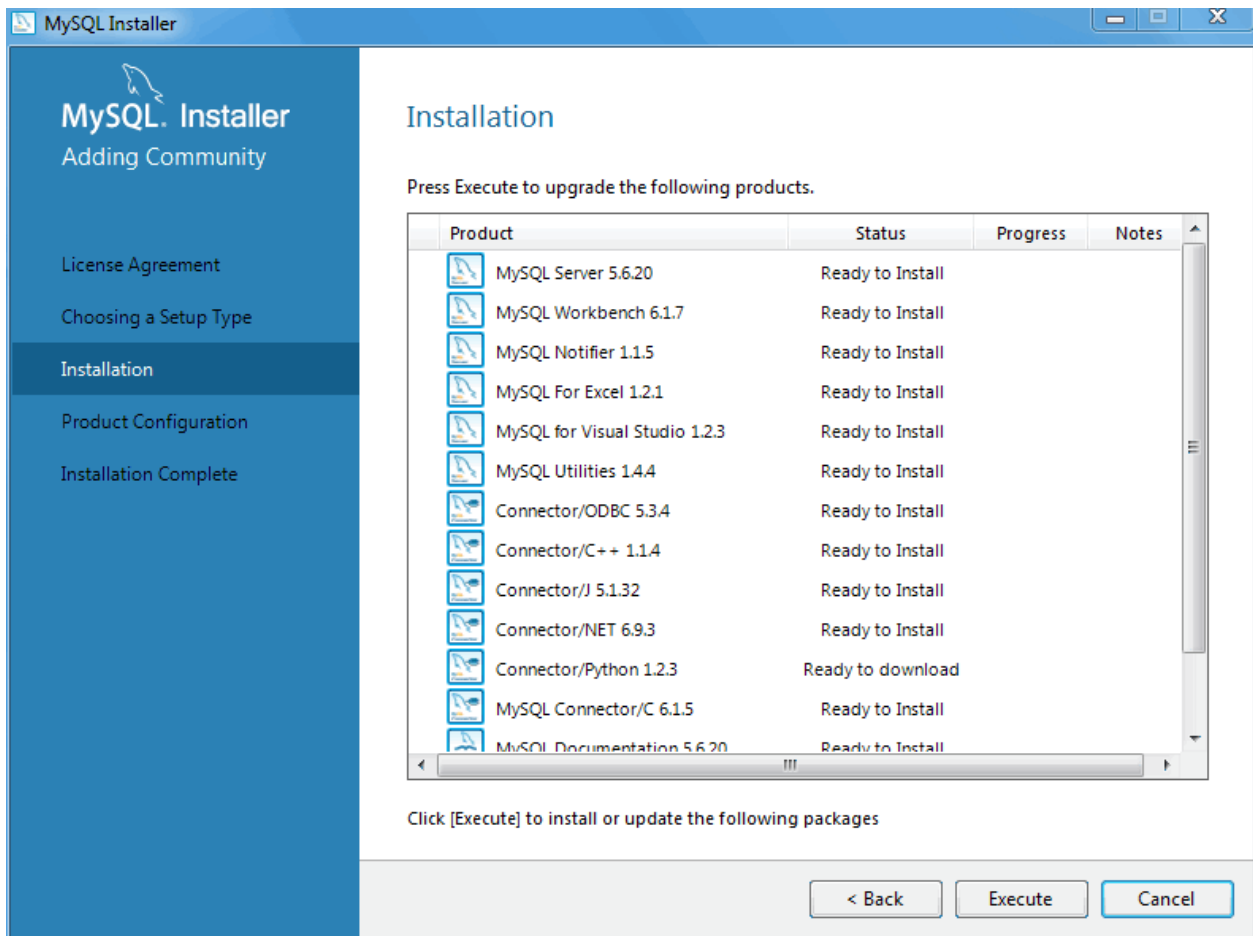 MySQL Installer
MySQL. Installer
Adding Community
License Agreement
Choosing a Setup Type
Installation
Product Configuration
Installation Complete
Installation
Press Execute to upgrade the following products.
Product Status Progress Notes
MySQL Server 5.6.20 Ready to Install
MySQL Workbench 6.1.7 Ready to Install
MySQL Notifier 1.1.5 Ready to Install
MySQL For Excel 1.2.1 Ready to Install
MySQL for Visual Studio 1.2.3 Ready to Install
MySQL Utilities 1.4.4 Ready to Install
Connector/ODBC 5.3.4 Ready to Install
Connector/C++ 1.1.4 Ready to Install
Connector/J 5.1.32 Ready to Install
Connector/NET 6.9.3 Ready to Install
Connector/Python 1.2.3 Ready to download
MySQL Connector/C 6.1.5 Ready to Install
MySQL Documentation 5.6.20 Ready to Install
Click [Execute] to install or update the following packages
< Back Execute Cancel